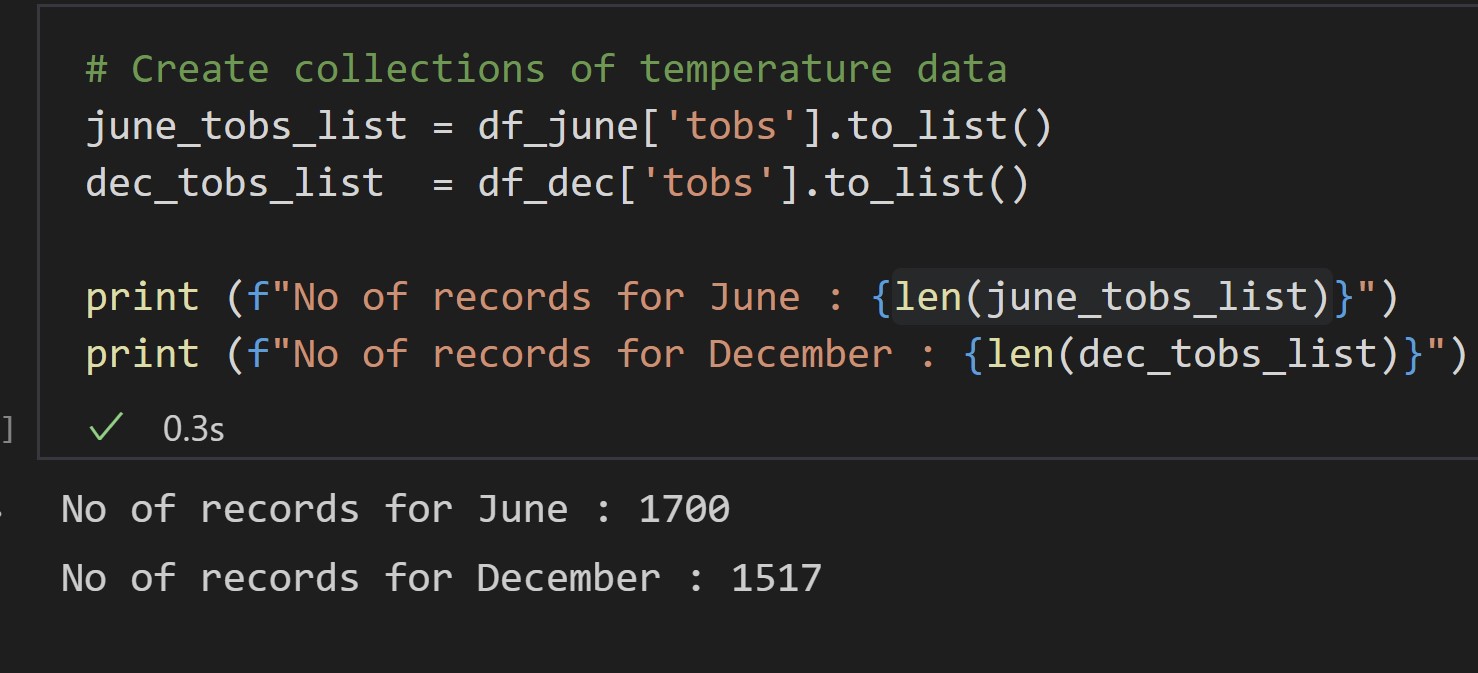 # Create collections of temperature data
june_tobs_list = df_june['tobs'].to_list()
dec_tobs_list  = df_dec['tobs'].to_list()
print (f"No of records for June : {len(june_tobs_list)}")
print (f"No of records for December : {len(dec_tobs_list)}")
] ✓ 0.3s
No of records for June : 1700
No of records for December : 1517